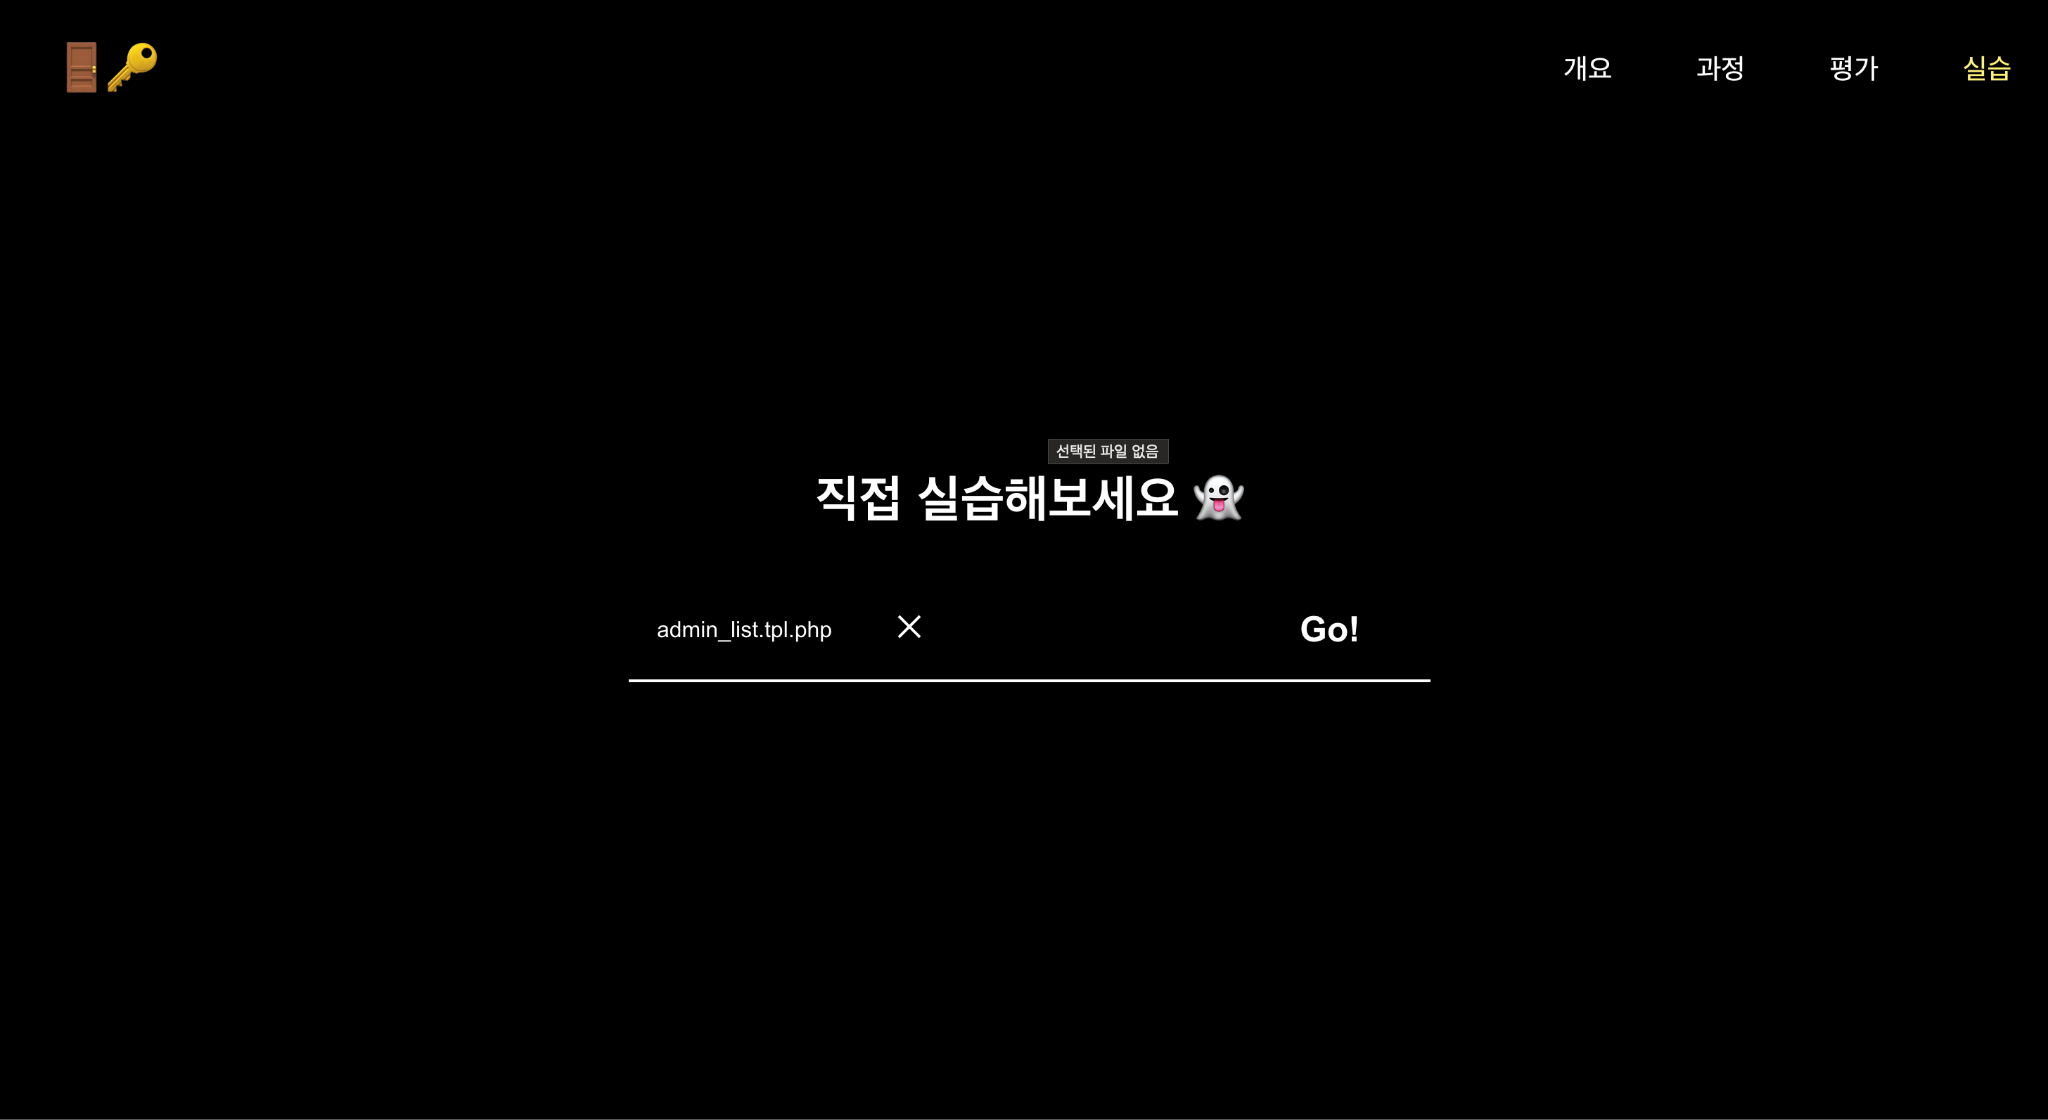 개요 과정 평가 실습
선택된 파일 없음
직접 실습해보세요 👻
admin_list.tpl.php × Go!